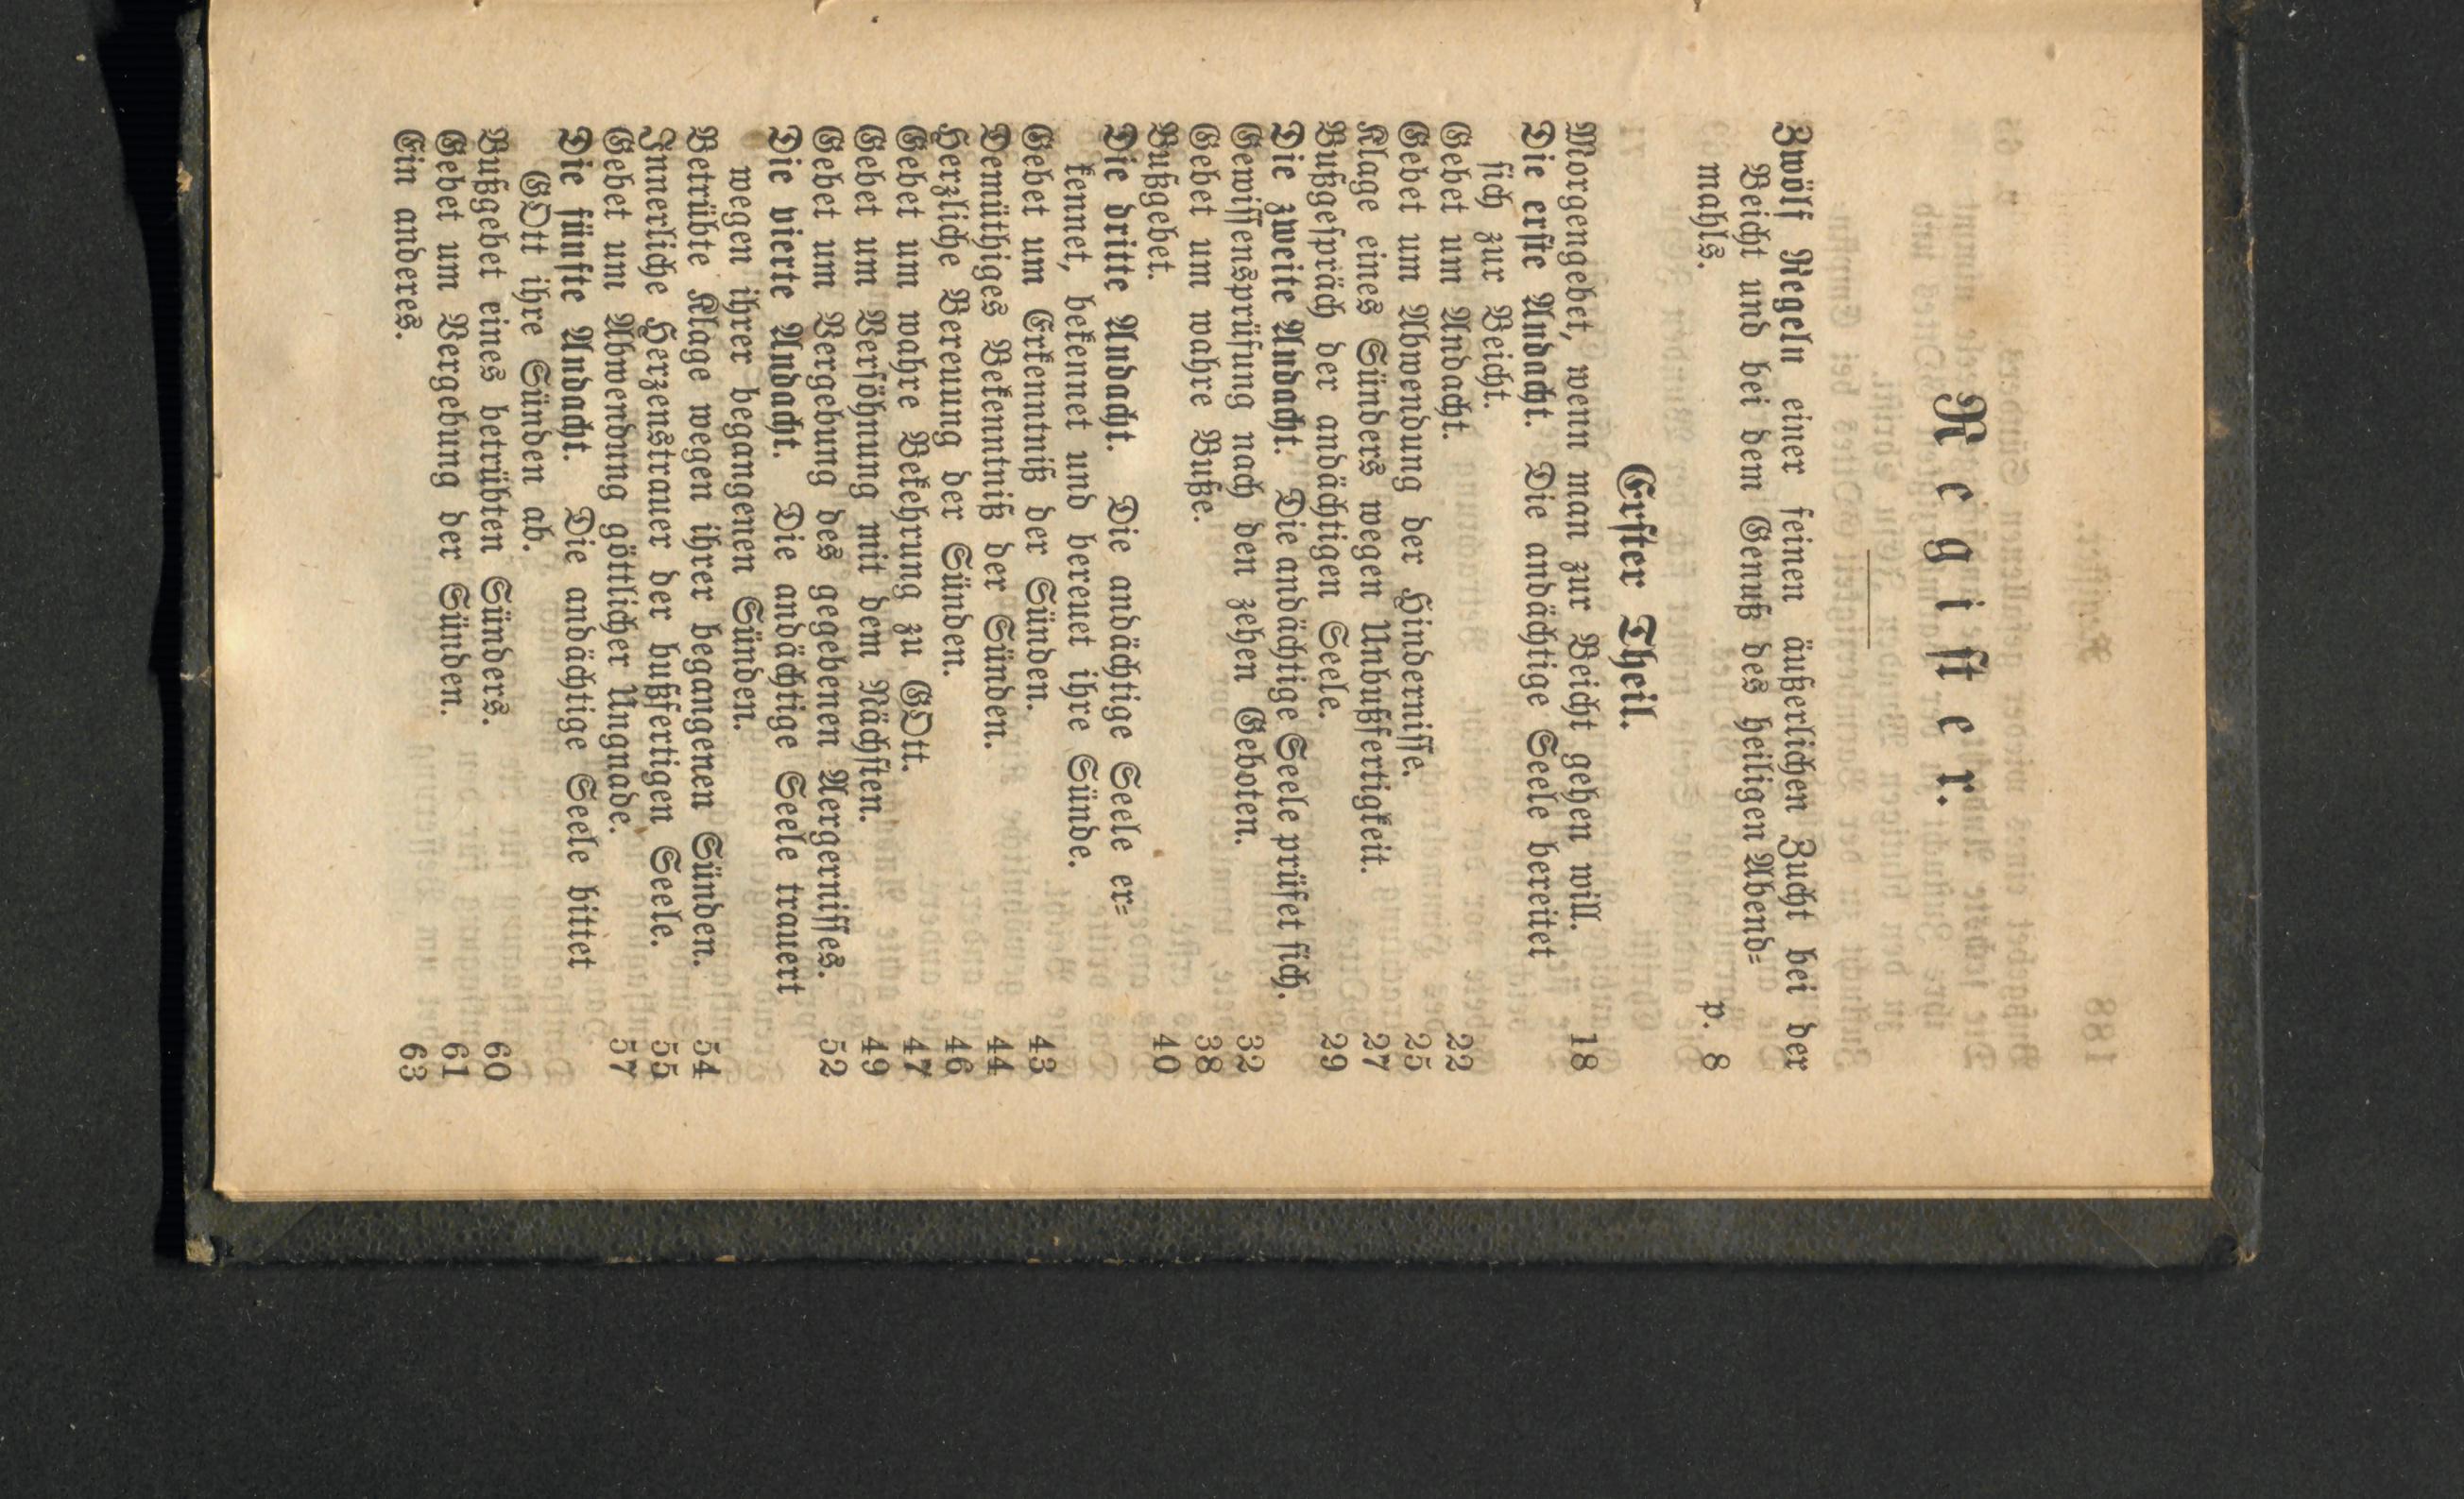 Register.
Zwölf Regeln einer feinen äußerlichen Zucht bei der
Beicht und bei dem Genuß des heiligen Abend=
mahls. p. 8
Erster Theil.
Morgengebet, wenn man zur Beicht gehen will. 18
Die erste Andacht. Die andächtige Seele bereitet
sich zur Beicht.
Gebet um Andacht. 22
Gebet um Abwendung der Hindernisse. 25
Klage eines Sünders wegen Unbußfertigkeit. 27
Bußgespräch der andächtigen Seele. 29
Die zweite Andacht. Die andächtige Seele prüfet sich.
Gewissensprüfung nach den zehen Geboten. 32
Gebet um wahre Buße. 38
Bußgebet. 40
Die dritte Andacht. Die andächtige Seele er=
kennet, bekennet und bereuet ihre Sünde.
Gebet um Erkenntniß der Sünden. 43
Demüthiges Bekenntniß der Sünden. 44
Herzliche Bereuung der Sünden. 46
Gebet um wahre Bekehrung zu GOtt. 47
Gebet um Versöhnung mit dem Nächsten. 49
Gebet um Vergebung des gegebenen Aergernisses. 52
Die vierte Andacht. Die andächtige Seele trauert
wegen ihrer begangenen Sünden.
Betrübte Klage wegen ihrer begangenen Sünden. 54
Innerliche Herzenstrauer der bußfertigen Seele. 55
Gebet um Abwendung göttlicher Ungnade. 57
Die fünfte Andacht. Die andächtige Seele bittet
GOtt ihre Sünden ab.
Bußgebet eines betrübten Sünders. 60
Gebet um Vergebung der Sünden. 61
Ein anderes. 63